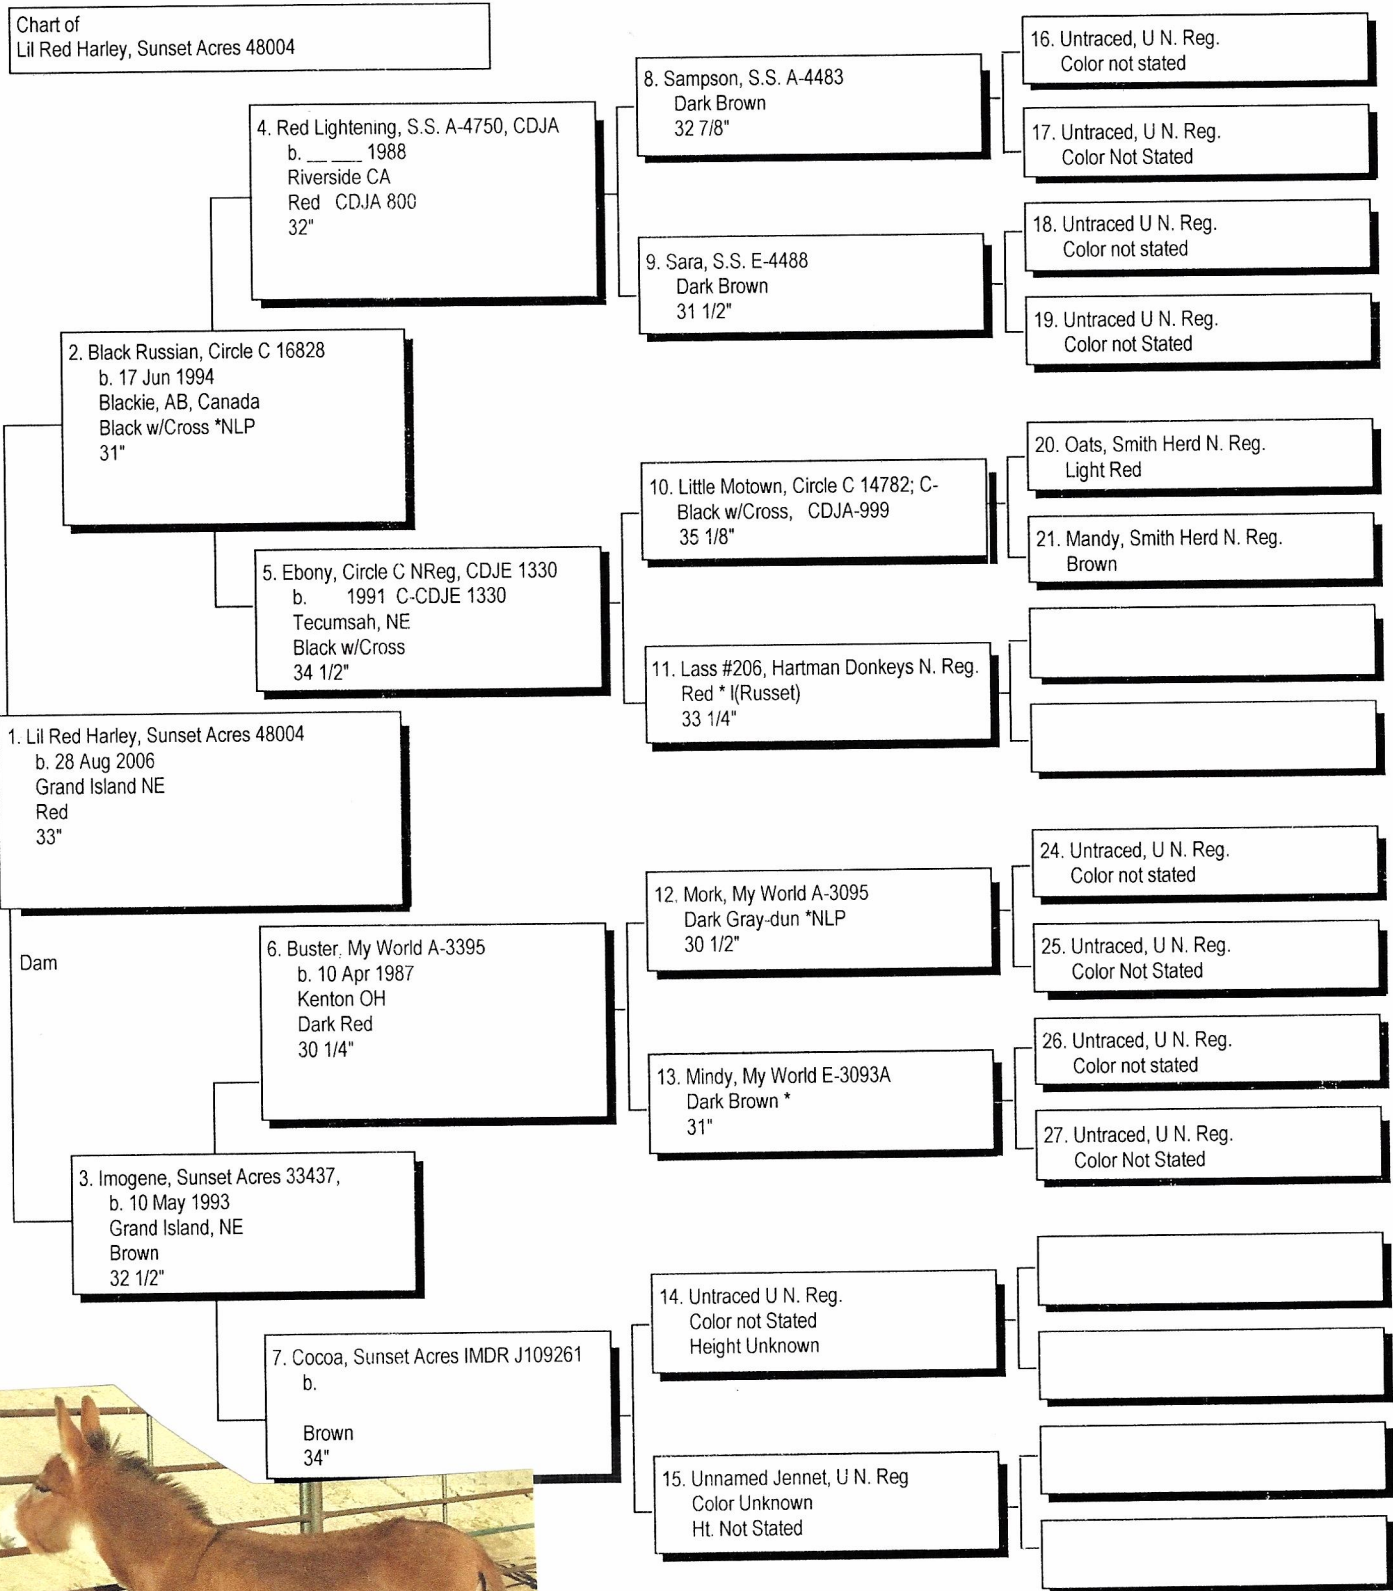 Chart of
Lil Red Harley, Sunset Acres 48004
1. Lil Red Harley, Sunset Acres 48004
b. 28 Aug 2006
Grand Island NE
Red
33"
Dam
2. Black Russian, Circle C 16828
b. 17 Jun 1994
Blackie, AB, Canada
Black w/Cross *NLP
31"
3. Imogene, Sunset Acres 33437,
b. 10 May 1993
Grand Island, NE
Brown
32 1/2"
4. Red Lightening, S.S. A-4750, CDJA
b. __ ___ 1988
Riverside CA
Red CDJA 800
32"
5. Ebony, Circle C NReg, CDJE 1330
b. 1991 C-CDJE 1330
Tecumsah, NE
Black w/Cross
34 1/2"
6. Buster, My World A-3395
b. 10 Apr 1987
Kenton OH
Dark Red
30 1/4"
7. Cocoa, Sunset Acres IMDR J109261
b.
Brown
34"
8. Sampson, S.S. A-4483
Dark Brown
32 7/8"
9. Sara, S.S. E-4488
Dark Brown
31 1/2"
10. Little Motown, Circle C 14782; C-
Black w/Cross, CDJA-999
35 1/8"
11. Lass #206, Hartman Donkeys N. Reg.
Red * I(Russet)
33 1/4"
12. Mork, My World A-3095
Dark Gray-dun *NLP
30 1/2"
13. Mindy, My World E-3093A
Dark Brown *
31"
14. Untraced U N. Reg.
Color not Stated
Height Unknown
15. Unnamed Jennet, U N. Reg
Color Unknown
Ht. Not Stated
16. Untraced, U N. Reg.
Color not stated
17. Untraced, U N. Reg.
Color Not Stated
18. Untraced U N. Reg.
Color not stated
19. Untraced U N. Reg.
Color not Stated
20. Oats, Smith Herd N. Reg.
Light Red
21. Mandy, Smith Herd N. Reg.
Brown
24. Untraced, U N. Reg.
Color not stated
25. Untraced, U N. Reg.
Color Not Stated
26. Untraced, U N. Reg.
Color not stated
27. Untraced, U N. Reg.
Color Not Stated